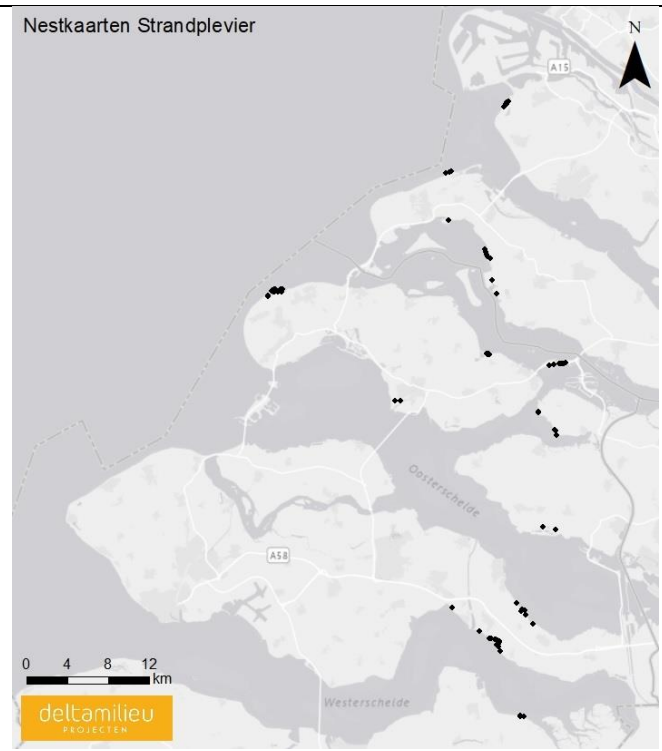 Nestkaarten Strandplevier
N
A15
Oosterschelde
A58
0 4 8 12
km
Westerschelde
deltamilieu
PROJECTEN